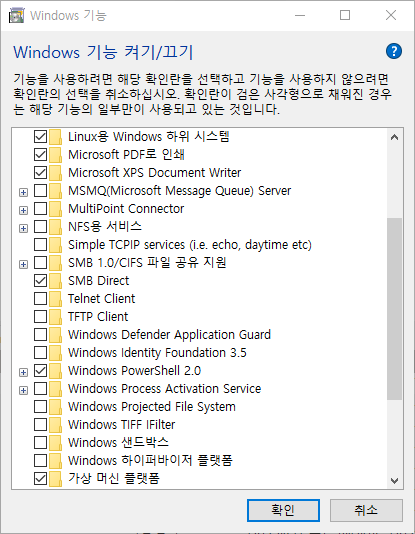 Windows 기능
Windows 기능 켜기/끄기
?
기능을 사용하려면 해당 확인란을 선택하고 기능을 사용하지 않으려면
확인란의 선택을 취소하십시오. 확인란이 검은 사각형으로 채워진 경우
는 해당 기능의 일부만이 사용되고 있는 것입니다.
Linux용 Windows 하위 시스템
Microsoft PDF로 인쇄
Microsoft XPS Document Writer
MSMQ(Microsoft Message Queue) Server
MultiPoint Connector
NFS용 서비스
Simple TCPIP services (i.e. echo, daytime etc)
SMB 1.0/CIFS 파일 공유 지원
SMB Direct
Telnet Client
TFTP Client
Windows Defender Application Guard
Windows Identity Foundation 3.5
Windows PowerShell 2.0
Windows Process Activation Service
Windows Projected File System
Windows TIFF IFilter
Windows 샌드박스
Windows 하이퍼바이저 플랫폼
가상 머신 플랫폼
확인
취소